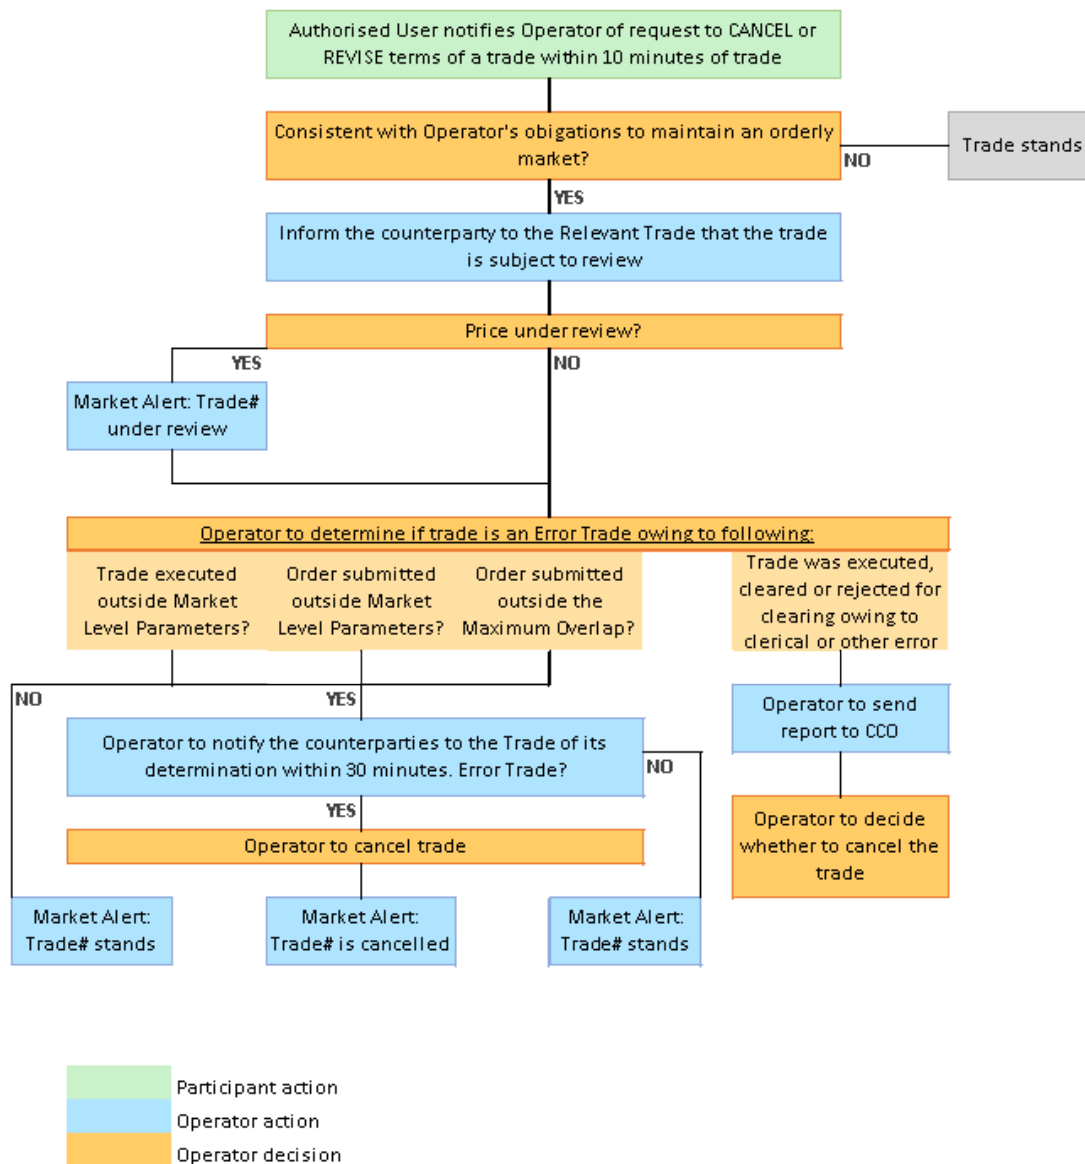 Authorised User notifies Operator of request to CANCEL or
REVISE terms of a trade within 10 minutes of trade
Consistent with Operator's obigations to maintain an orderly
market?
NO
Trade stands
YES
Inform the counterparty to the Relevant Trade that the trade
is subject to review
Price under review?
YES
NO
Market Alert: Trade#
under review
Operator to determine if trade is an Error Trade owing to following:
Trade executed
outside Market
Level Parameters?
Order submitted
outside Market
Level Parameters?
Order submitted
outside the
Maximum Overlap?
Trade was executed,
cleared or rejected for
clearing owing to
clerical or other error
NO
YES
Operator to notify the counterparties to the Trade of its
determination within 30 minutes. Error Trade?
NO
Operator to send
report to CCO
YES
Operator to cancel trade
Operator to decide
whether to cancel the
trade
Market Alert:
Trade# stands
Market Alert:
Trade# is cancelled
Market Alert:
Trade# stands
Participant action
Operator action
Operator decision